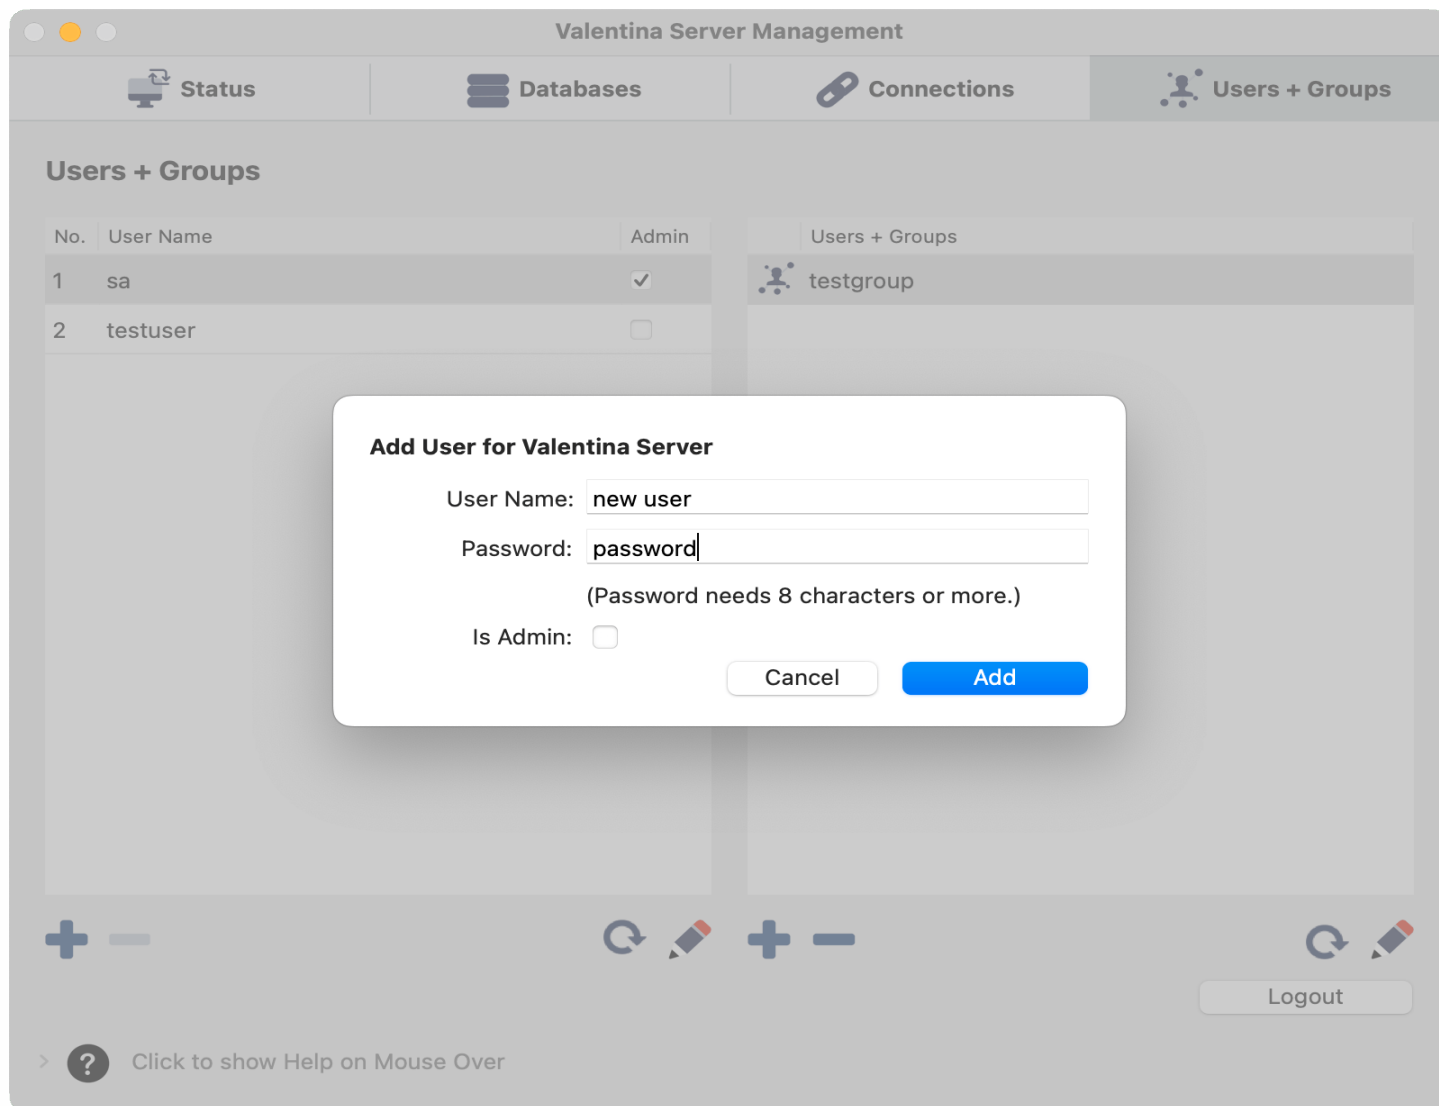 Valentina Server Management
Status
Databases
Connections
Users + Groups
Users + Groups
No. User Name Admin
1 sa
2 testuser
Users + Groups
testgroup
Add User for Valentina Server
User Name: new user
Password: password
(Password needs 8 characters or more.)
Is Admin:
Cancel
Add
Logout
? Click to show Help on Mouse Over